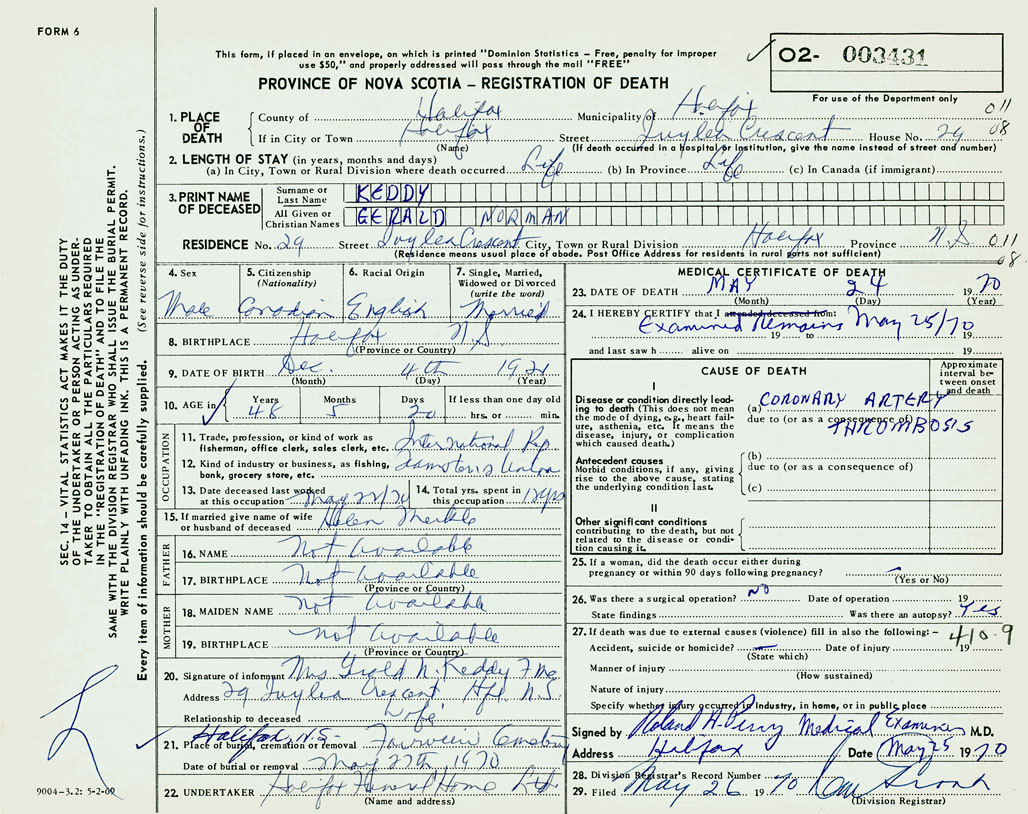 FORM 6
This form, if placed in an envelope, on which is printed "Dominion Statistics – Free, penalty for improper
use $50," and properly addressed will pass through the mail "FREE"
O2- 003431
PROVINCE OF NOVA SCOTIA – REGISTRATION OF DEATH
For use of the Department only
1. PLACE OF DEATH
County of Halifax Municipality of Halifax 011
If in City or Town Halifax Street Ivylea Crescent House No. 29 08
(Name) (If death occurred in a hospital or institution, give the name instead of street and number)
2. LENGTH OF STAY (in years, months and days)
(a) In City, Town or Rural Division where death occurred Life (b) In Province Life (c) In Canada (if immigrant)
3. PRINT NAME OF DECEASED
Surname or Last Name KEDDY
All Given or Christian Names GERALD NORMAN
RESIDENCE No. 29 Street Ivylea Crescent City, Town or Rural Division Halifax Province N.S 011
(Residence means usual place of abode. Post Office Address for residents in rural parts not sufficient) 08
4. Sex
Male
5. Citizenship
(Nationality)
Canadian
6. Racial Origin
English
7. Single, Married,
Widowed or Divorced
(write the word)
Married
8. BIRTHPLACE Halifax N.S
(Province or Country)
9. DATE OF BIRTH Dec. 4th 1921
(Month) (Day) (Year)
10. AGE in Years Months Days If less than one day old
48 5 20 hrs. or min.
OCCUPATION
11. Trade, profession, or kind of work as
fisherman, office clerk, sales clerk, etc. International Rep.
12. Kind of industry or business, as fishing,
bank, grocery store, etc. Teamsters Union
13. Date deceased last worked
at this occupation May 22/70
14. Total yrs. spent in
this occupation 12 yrs
15. If married give name of wife
or husband of deceased Helen Merkle
FATHER
16. NAME Not Available
17. BIRTHPLACE Not Available
(Province or Country)
MOTHER
18. MAIDEN NAME Not Available
19. BIRTHPLACE Not Available
(Province or Country)
20. Signature of informant Mrs Gerald N. Keddy
Address 29 Ivylea Crescent Hfx N.S.
Relationship to deceased Wife
Halifax, N.S.
21. Place of burial, cremation or removal Fairview Cemetery
Date of burial or removal May 27th, 1970
22. UNDERTAKER Halifax Funeral Home Ltd
(Name and address)
MEDICAL CERTIFICATE OF DEATH
23. DATE OF DEATH MAY 24 1970
(Month) (Day) (Year)
24. I HEREBY CERTIFY that I attended deceased from:
Examined Remains May 25/70
19 to 19
and last saw h alive on 19
CAUSE OF DEATH
Approximate interval between onset and death
I
Disease or condition directly leading to death (This does not mean the mode of dying, e.g., heart failure, asthenia, etc. It means the disease, injury, or complication which caused death.)
(a) CORONARY ARTERY
due to (or as a consequence of)
THROMBOSIS
Antecedent causes
Morbid conditions, if any, giving rise to the above cause, stating the underlying condition last.
(b)
due to (or as a consequence of)
(c)
II
Other significant conditions
contributing to the death, but not related to the disease or condition causing it.
25. If a woman, did the death occur either during
pregnancy or within 90 days following pregnancy?
(Yes or No)
26. Was there a surgical operation? NO Date of operation 19
State findings Was there an autopsy? Yes
27. If death was due to external causes (violence) fill in also the following: – 410.9
Accident, suicide or homicide? Date of injury 19
(State which)
Manner of injury
(How sustained)
Nature of injury
Specify whether injury occurred in Industry, in home, or in public place
Signed by Roland H. Perry Medical Examiner M.D.
Address Halifax Date May 25 1970
28. Division Registrar's Record Number
29. Filed May 26 1970
(Division Registrar)
SEC. 14 – VITAL STATISTICS ACT MAKES IT THE DUTY
OF THE UNDERTAKER OR PERSON ACTING AS UNDER-
TAKER TO OBTAIN ALL THE PARTICULARS REQUIRED
IN THE "REGISTRATION OF DEATH" AND TO FILE THE
SAME WITH THE DIVISION REGISTRAR WHO SHALL ISSUE THE BURIAL PERMIT.
WRITE PLAINLY WITH UNFADING INK. THIS IS A PERMANENT RECORD.
Every item of information should be carefully supplied. (See reverse side for instructions.)
9004-3.2: 5-2-69